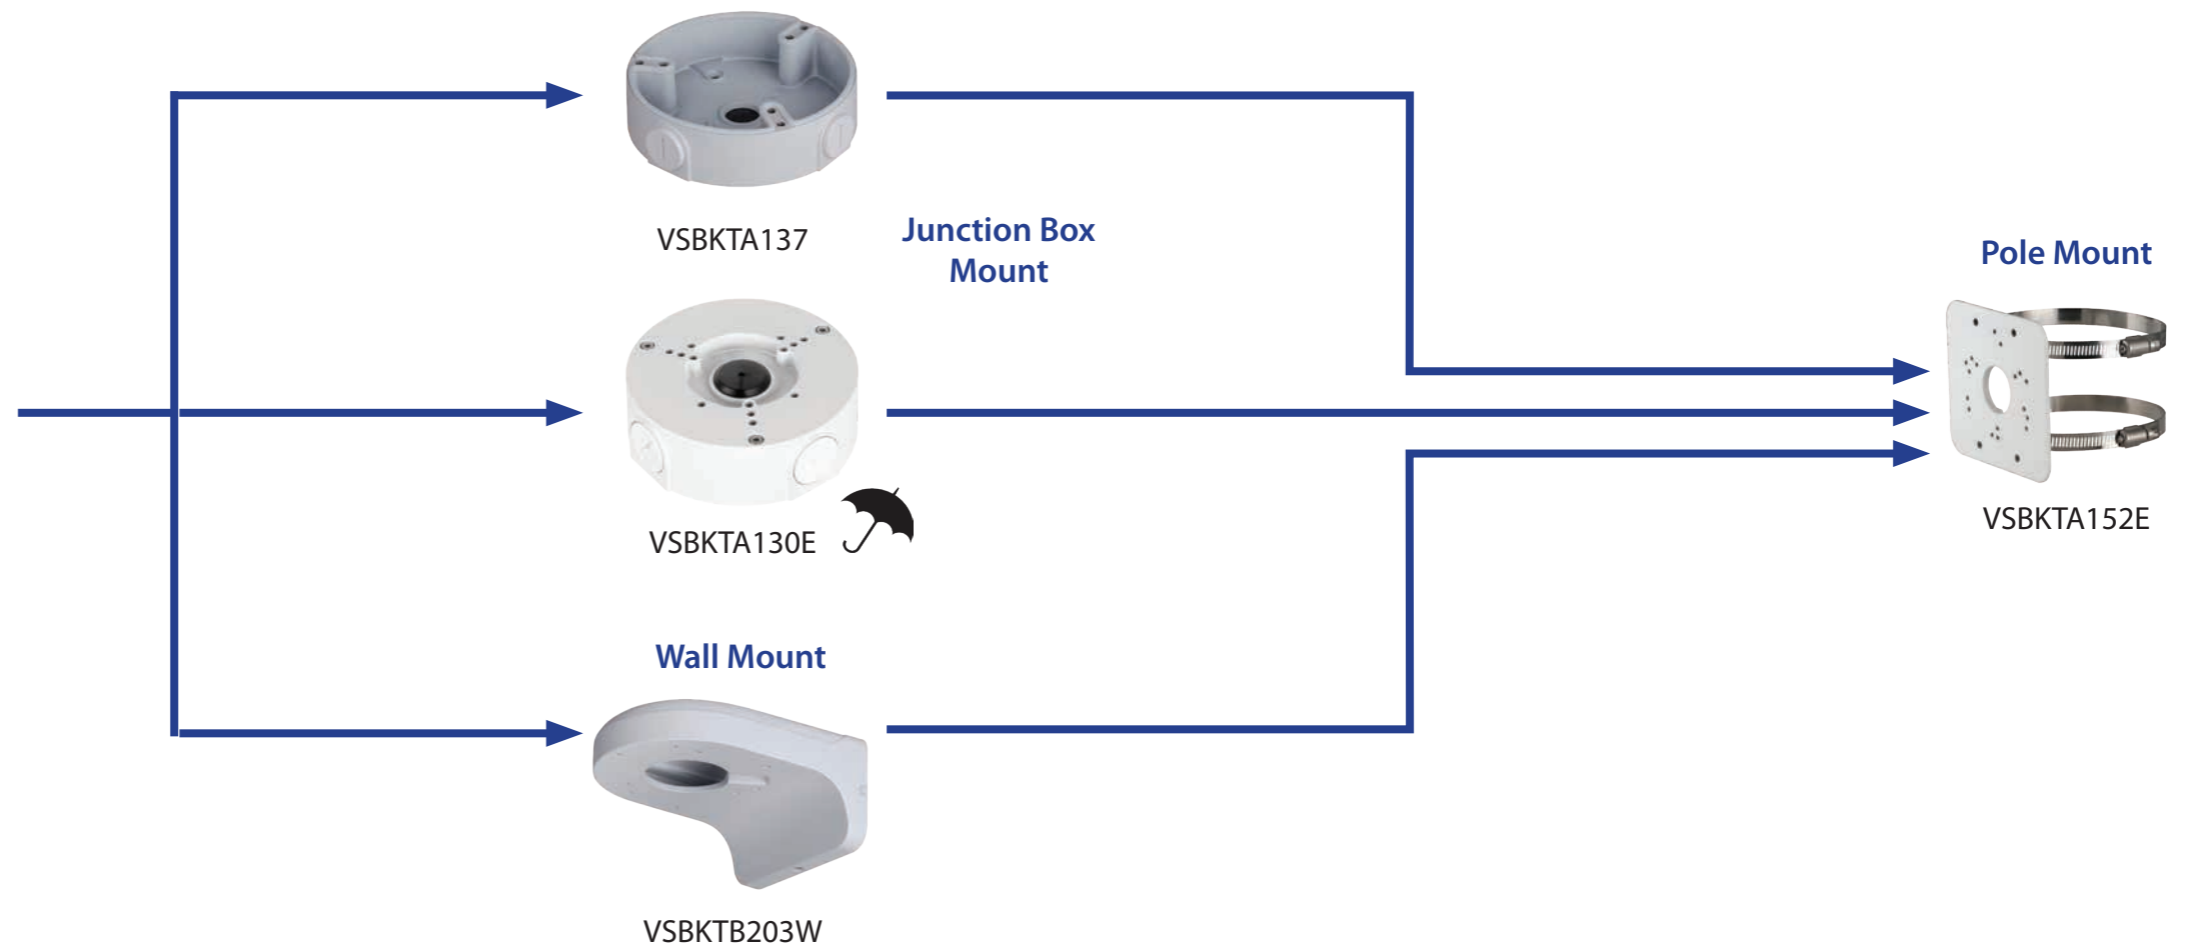 VSBKTA137
Junction Box
Mount
Pole Mount
VSBKTA130E
VSBKTA152E
Wall Mount
VSBKTB203W